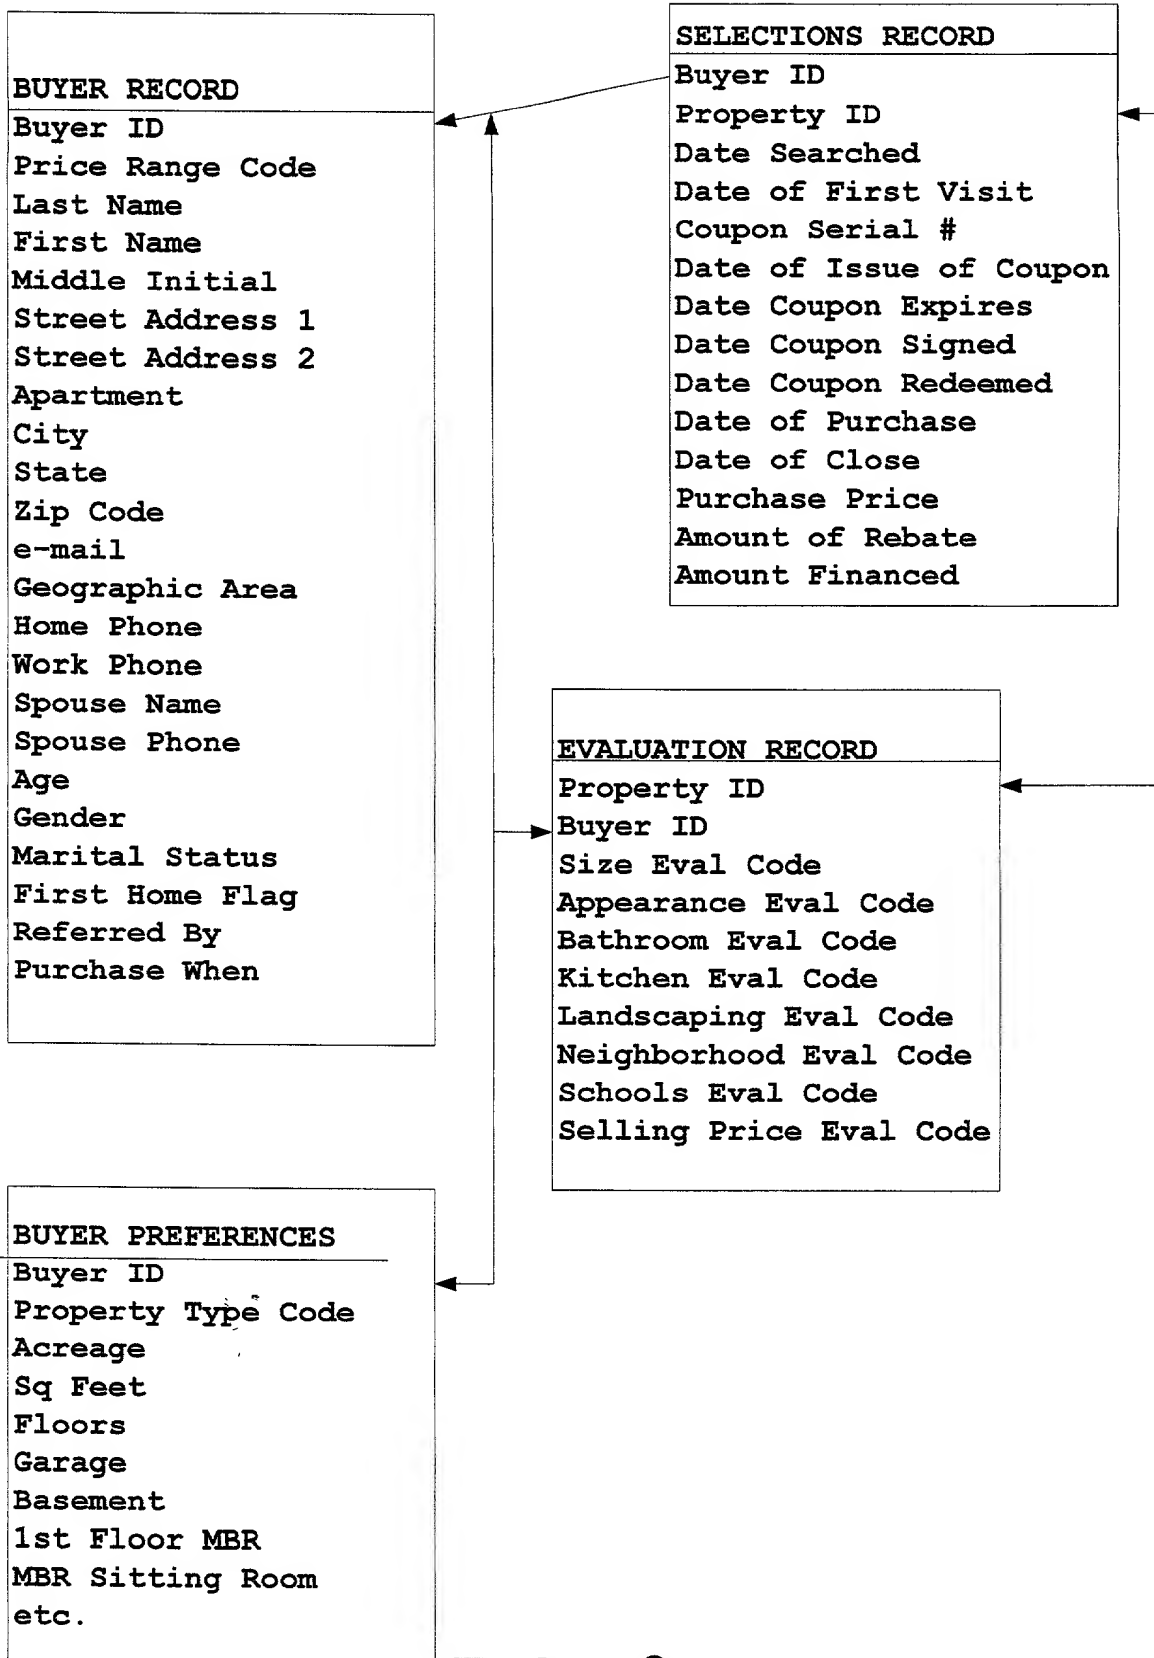 BUYER RECORD
Buyer ID
Price Range Code
Last Name
First Name
Middle Initial
Street Address 1
Street Address 2
Apartment
City
State
Zip Code
e-mail
Geographic Area
Home Phone
Work Phone
Spouse Name
Spouse Phone
Age
Gender
Marital Status
First Home Flag
Referred By
Purchase When
SELECTIONS RECORD
Buyer ID
Property ID
Date Searched
Date of First Visit
Coupon Serial #
Date of Issue of Coupon
Date Coupon Expires
Date Coupon Signed
Date Coupon Redeemed
Date of Purchase
Date of Close
Purchase Price
Amount of Rebate
Amount Financed
EVALUATION RECORD
Property ID
Buyer ID
Size Eval Code
Appearance Eval Code
Bathroom Eval Code
Kitchen Eval Code
Landscaping Eval Code
Neighborhood Eval Code
Schools Eval Code
Selling Price Eval Code
BUYER PREFERENCES
Buyer ID
Property Type Code
Acreage
Sq Feet
Floors
Garage
Basement
1st Floor MBR
MBR Sitting Room
etc.